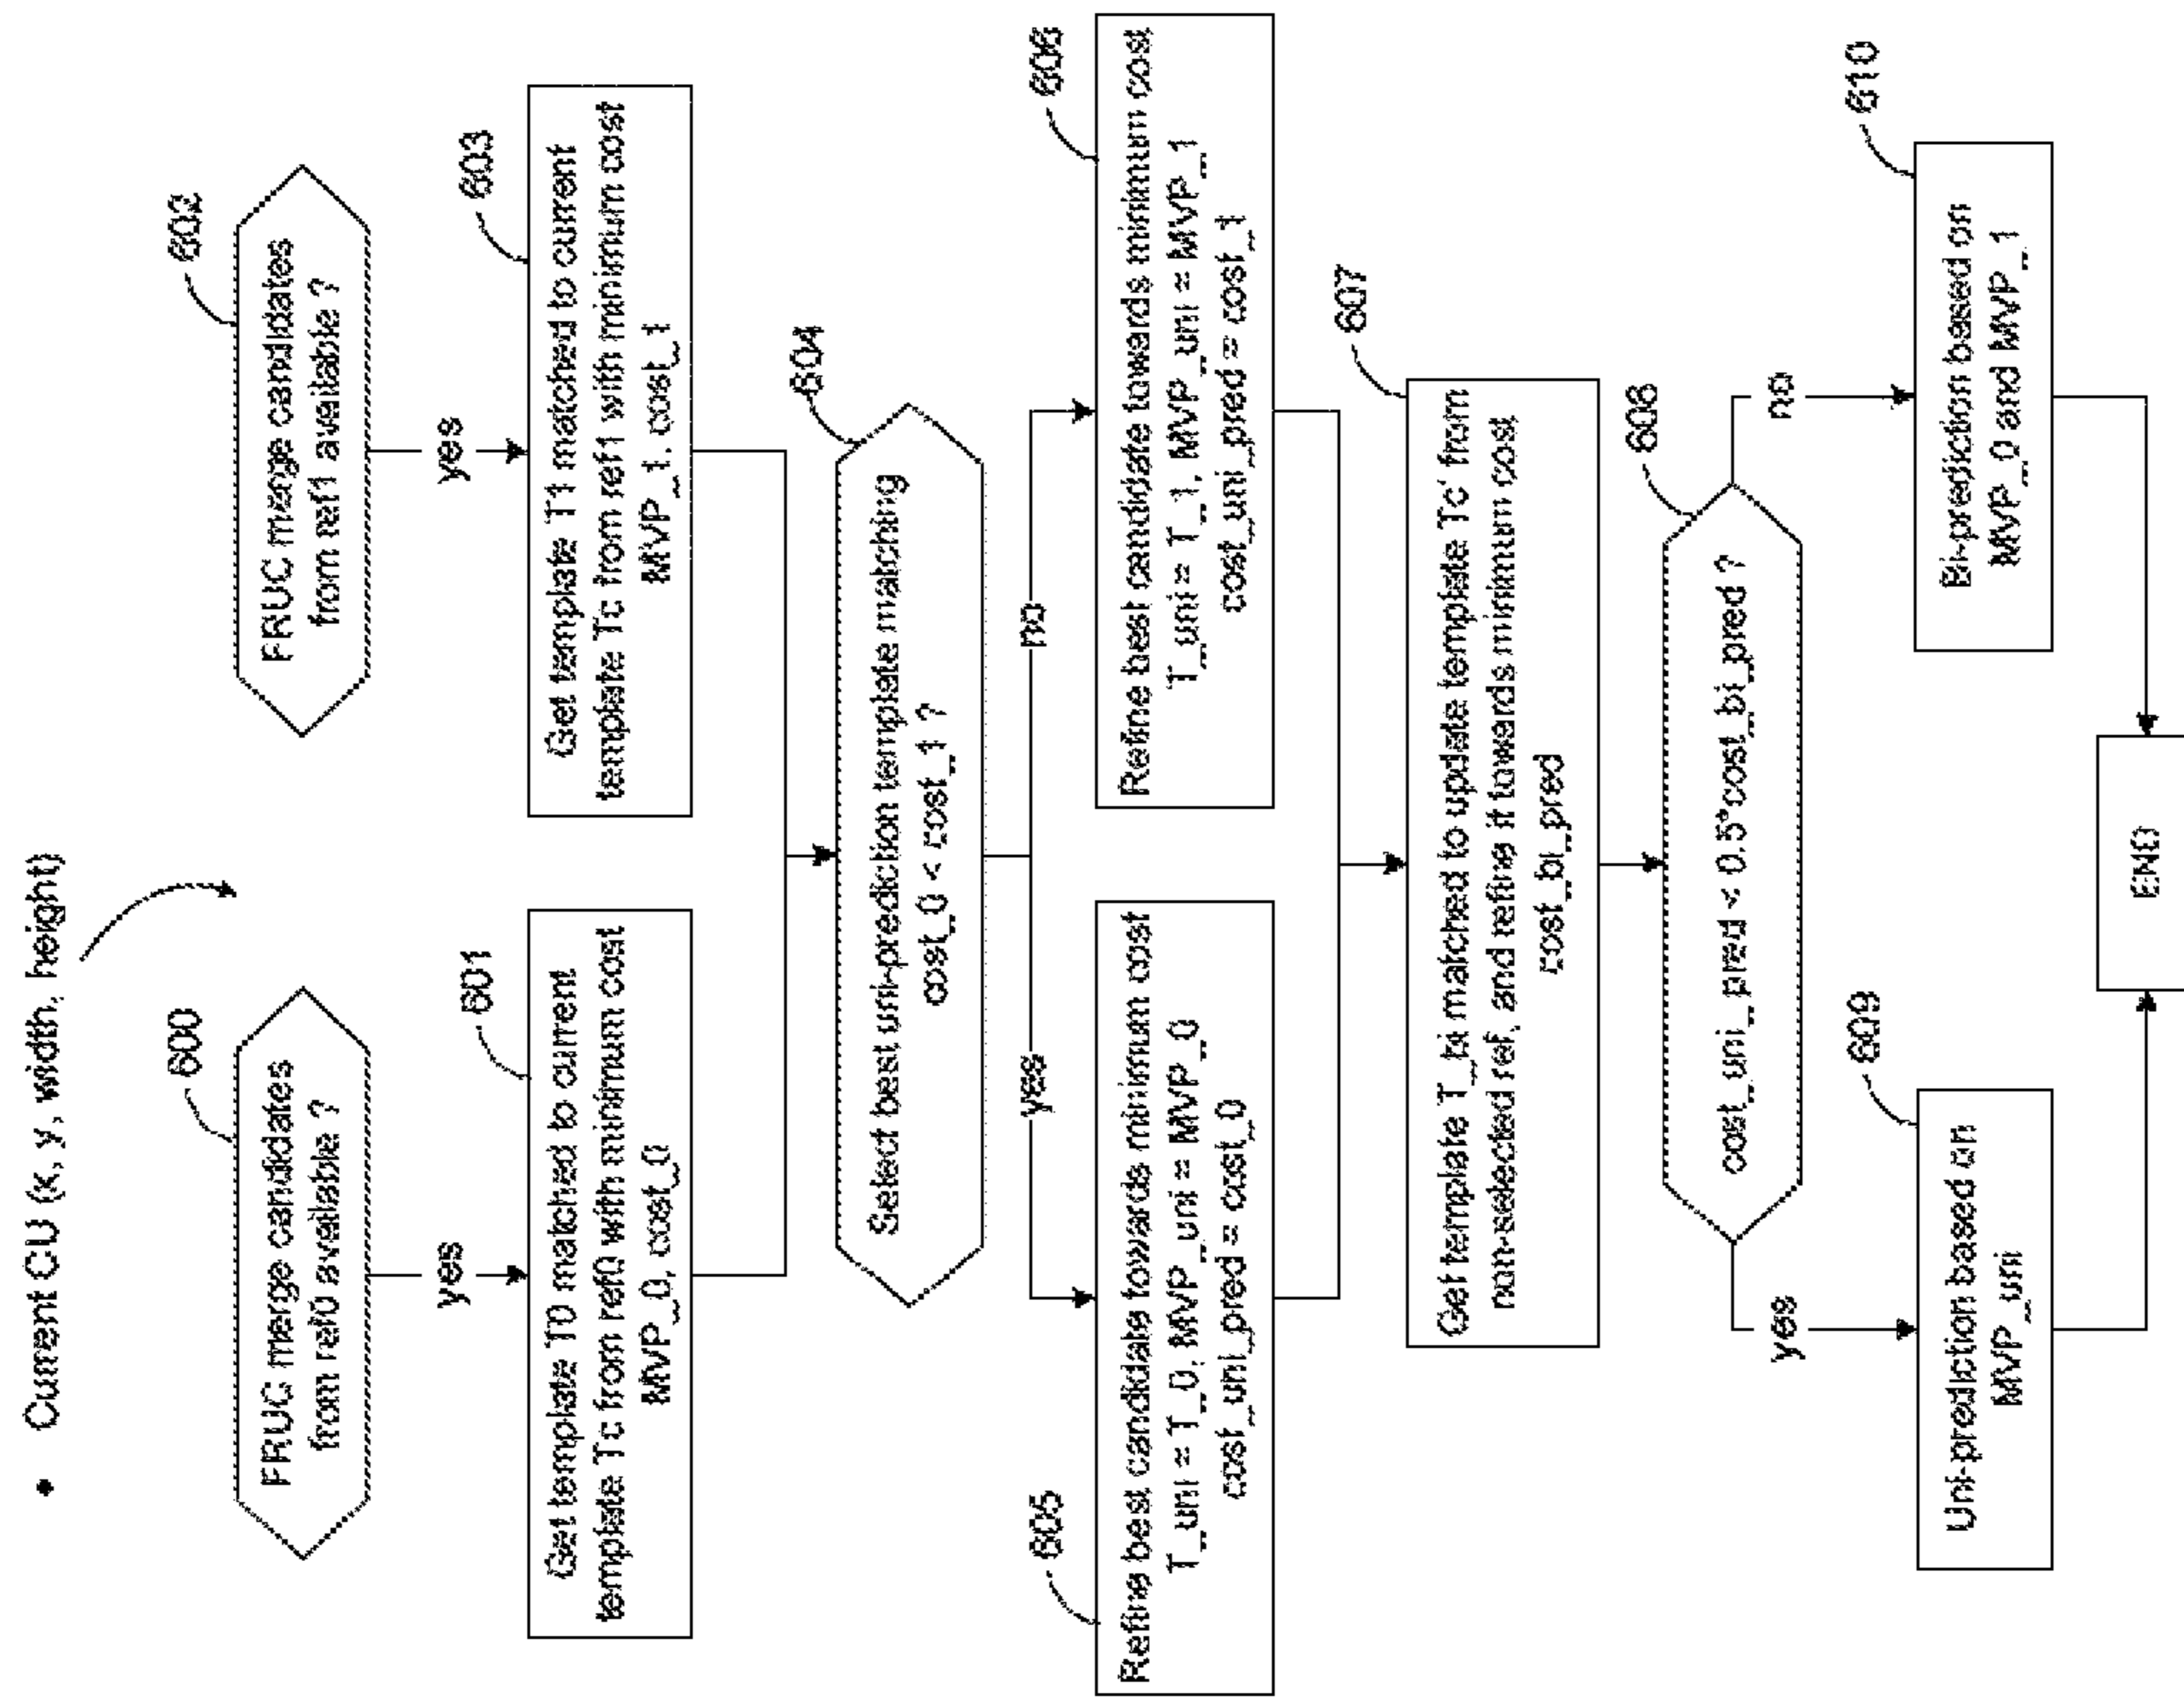 • Current CU (x, y, width, height)
600
FRUC merge candidates
from ref0 available ?
yes
602
FRUC merge candidates
from ref1 available ?
yes
601
Get template T0 matched to current
template Tc from ref0 with minimum cost
MVP_0, cost_0
603
Get template T1 matched to current
template Tc from ref1 with minimum cost
MVP_1, cost_1
604
Select best uni-prediction template matching
cost_0 < cost_1 ?
yes
no
605
Refine best candidate towards minimum cost
T_uni = T_0, MVP_uni = MVP_0
cost_uni_pred = cost_0
606
Refine best candidate towards minimum cost
T_uni = T_1, MVP_uni = MVP_1
cost_uni_pred = cost_1
607
Get template T_bi matched to update template Tc' from
non-selected ref, and refine it towards minimum cost
cost_bi_pred
608
cost_uni_pred < 0.5*cost_bi_pred ?
yes
no
609
Uni-prediction based on
MVP_uni
610
Bi-prediction based on
MVP_0 and MVP_1
END